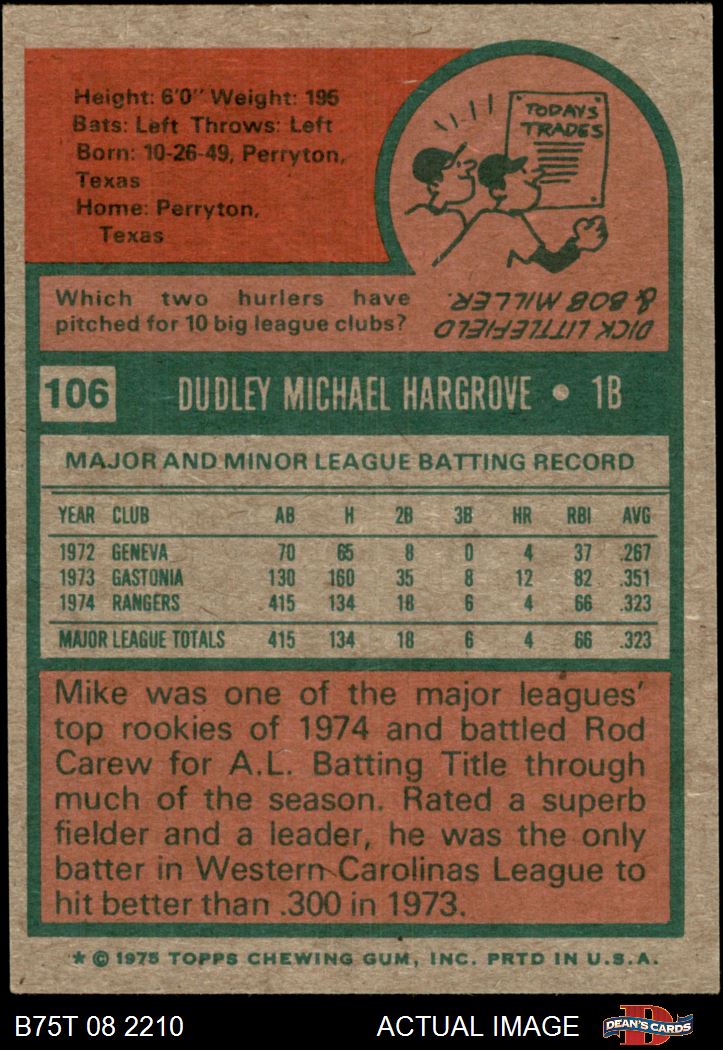 Height: 6'0" Weight: 195
Bats: Left Throws: Left
Born: 10-26-49, Perryton,
Texas
Home: Perryton,
Texas
TODAYS
TRADES
Which two hurlers have
pitched for 10 big league clubs?
DICK LITTLEFIELD
& BOB MILLER.
106 DUDLEY MICHAEL HARGROVE • 1B
MAJOR AND MINOR LEAGUE BATTING RECORD
YEAR CLUB AB H 2B 3B HR RBI AVG
1972 GENEVA 70 65 8 0 4 37 .267
1973 GASTONIA 130 160 35 8 12 82 .351
1974 RANGERS 415 134 18 6 4 66 .323
MAJOR LEAGUE TOTALS 415 134 18 6 4 66 .323
Mike was one of the major leagues'
top rookies of 1974 and battled Rod
Carew for A.L. Batting Title through
much of the season. Rated a superb
fielder and a leader, he was the only
batter in Western Carolinas League to
hit better than .300 in 1973.
* © 1975 TOPPS CHEWING GUM, INC. PRTD IN U.S.A.
B75T 08 2210 ACTUAL IMAGE
D
DEAN'S CARDS